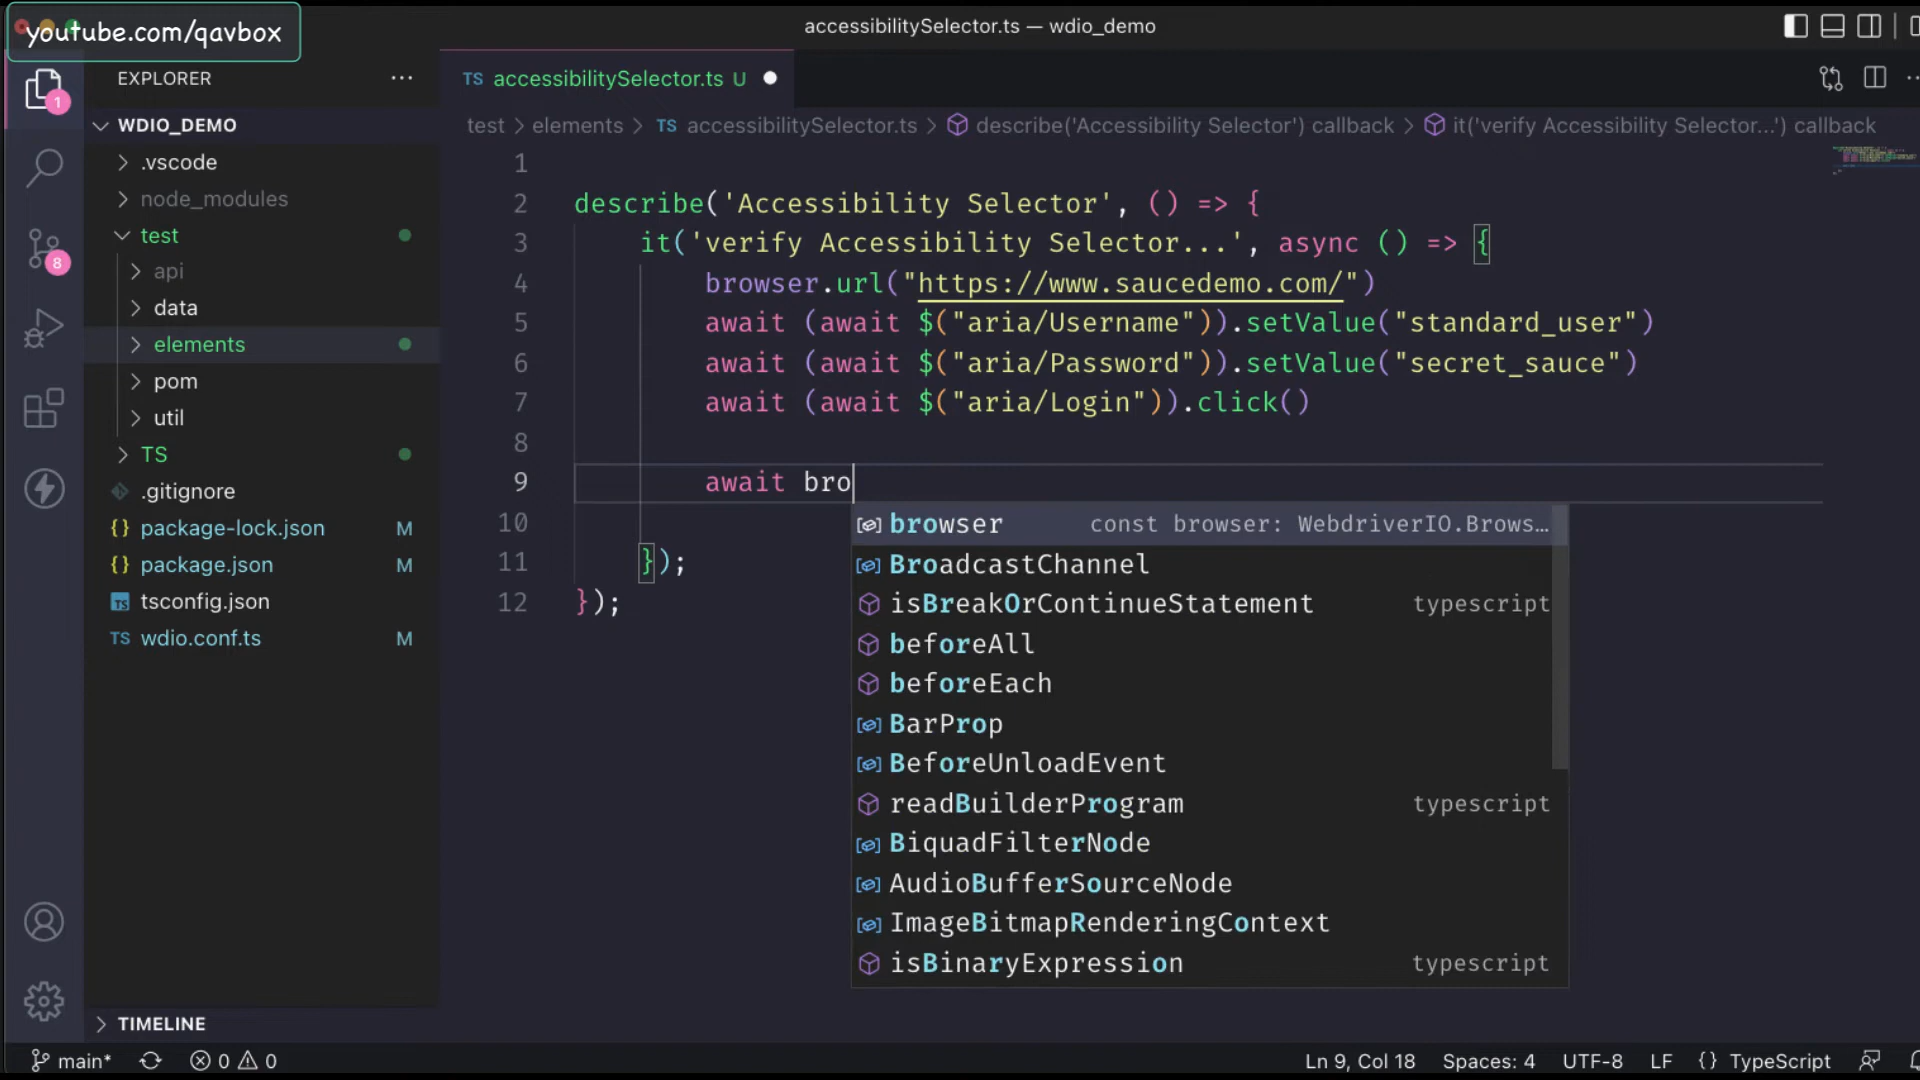 youtube.com/qavbox
accessibilitySelector.ts — wdio_demo
EXPLORER
WDIO_DEMO
.vscode
node_modules
test
api
data
elements
pom
util
TS
.gitignore
package-lock.json M
package.json M
tsconfig.json
TS wdio.conf.ts M
TIMELINE
1
8
TS accessibilitySelector.ts U
test > elements > TS accessibilitySelector.ts > describe('Accessibility Selector') callback > it('verify Accessibility Selector...') callback
1
2 describe('Accessibility Selector', () => {
3 it('verify Accessibility Selector...', async () => {
4 browser.url("https://www.saucedemo.com/")
5 await (await $("aria/Username")).setValue("standard_user")
6 await (await $("aria/Password")).setValue("secret_sauce")
7 await (await $("aria/Login")).click()
8
9 await bro
10
11 });
12 });
browser const browser: WebdriverIO.Brows…
BroadcastChannel
isBreakOrContinueStatement typescript
beforeAll
beforeEach
BarProp
BeforeUnloadEvent
readBuilderProgram typescript
BiquadFilterNode
AudioBufferSourceNode
ImageBitmapRenderingContext
isBinaryExpression typescript
main* 0 0 Ln 9, Col 18 Spaces: 4 UTF-8 LF {} TypeScript